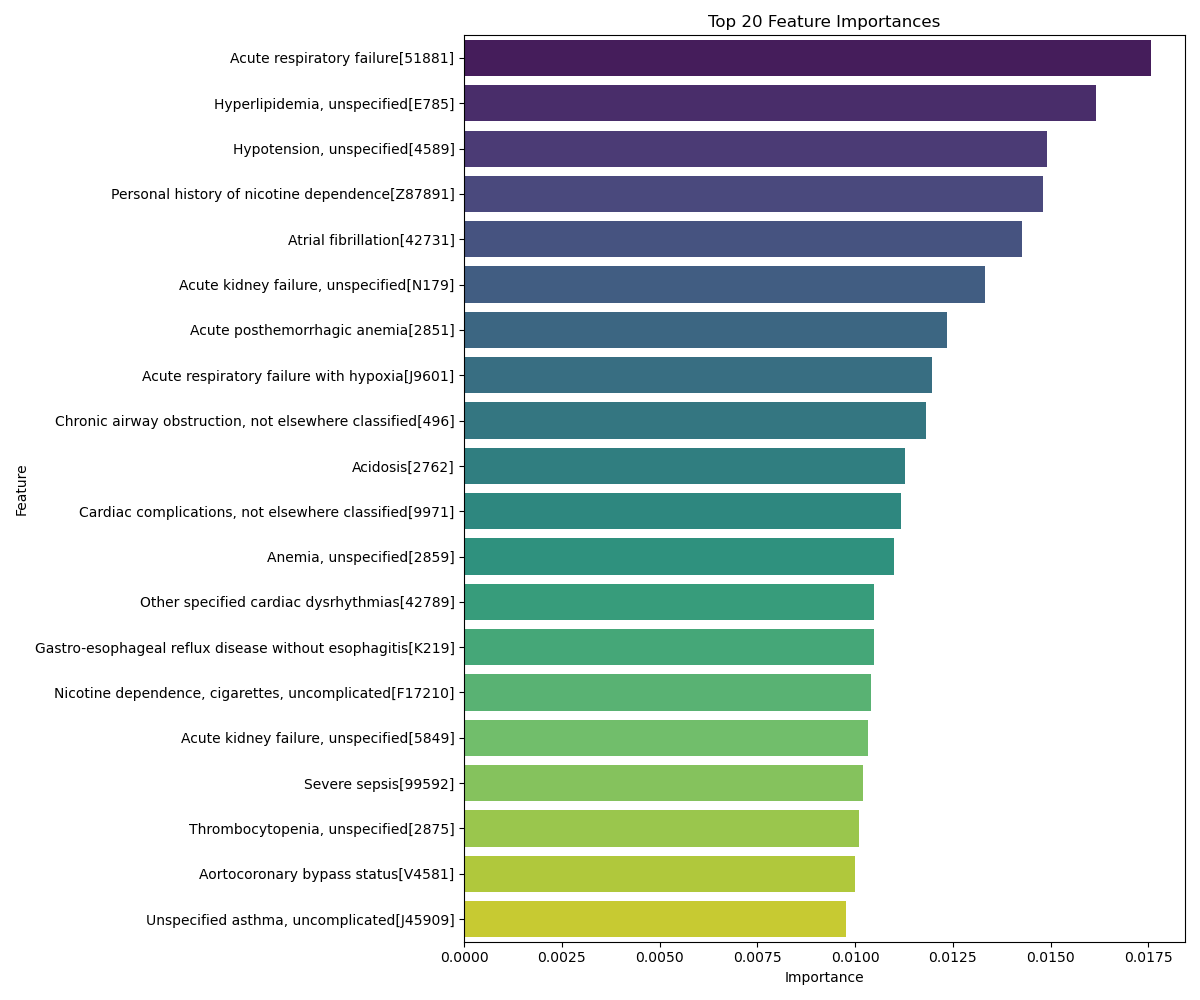 Top 20 Feature Importances
Acute respiratory failure[51881]
Hyperlipidemia, unspecified[E785]
Hypotension, unspecified[4589]
Personal history of nicotine dependence[Z87891]
Atrial fibrillation[42731]
Acute kidney failure, unspecified[N179]
Acute posthemorrhagic anemia[2851]
Acute respiratory failure with hypoxia[J9601]
Chronic airway obstruction, not elsewhere classified[496]
Acidosis[2762]
Cardiac complications, not elsewhere classified[9971]
Anemia, unspecified[2859]
Other specified cardiac dysrhythmias[42789]
Gastro-esophageal reflux disease without esophagitis[K219]
Nicotine dependence, cigarettes, uncomplicated[F17210]
Acute kidney failure, unspecified[5849]
Severe sepsis[99592]
Thrombocytopenia, unspecified[2875]
Aortocoronary bypass status[V4581]
Unspecified asthma, uncomplicated[J45909]
Feature
0.0000 0.0025 0.0050 0.0075 0.0100 0.0125 0.0150 0.0175
Importance